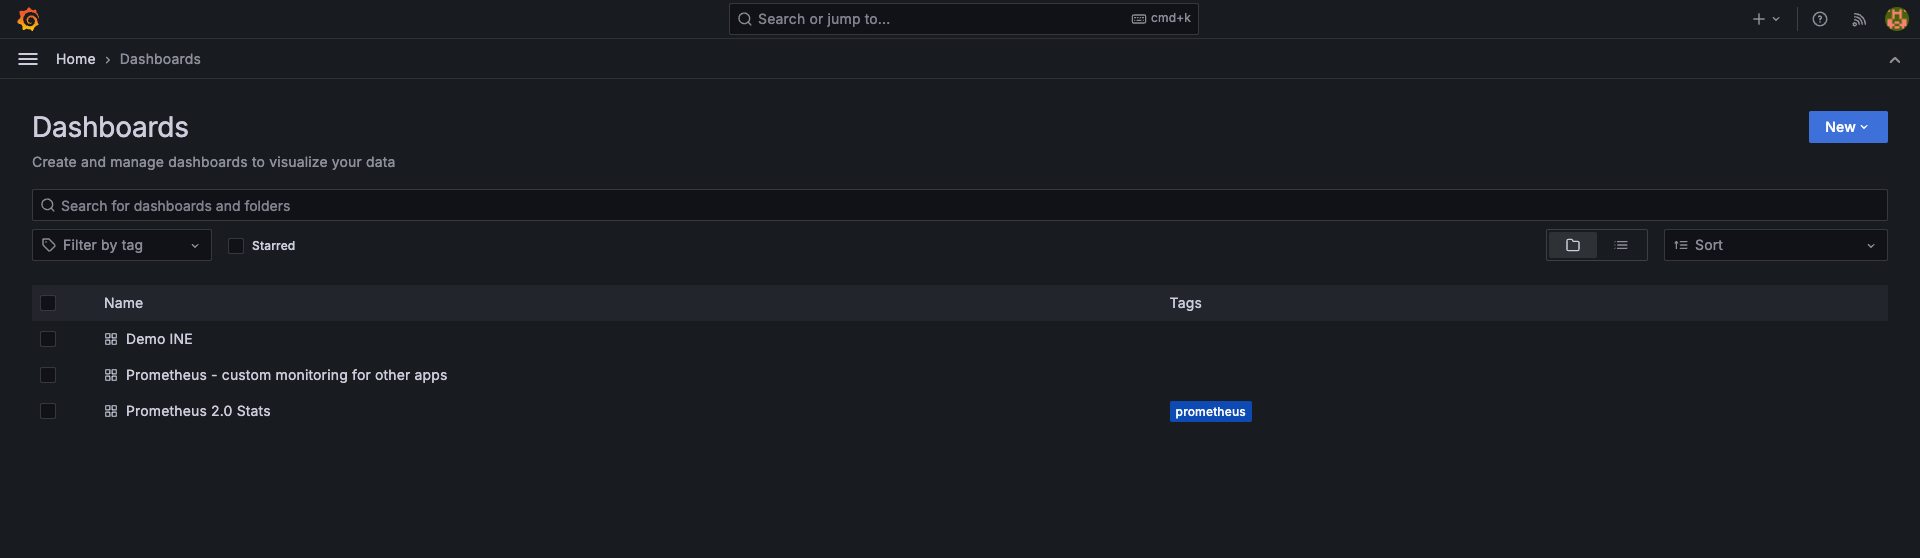 Search or jump to... cmd+k
Home › Dashboards
Dashboards
New
Create and manage dashboards to visualize your data
Search for dashboards and folders
Filter by tag Starred Sort
Name Tags
Demo INE
Prometheus - custom monitoring for other apps
Prometheus 2.0 Stats prometheus